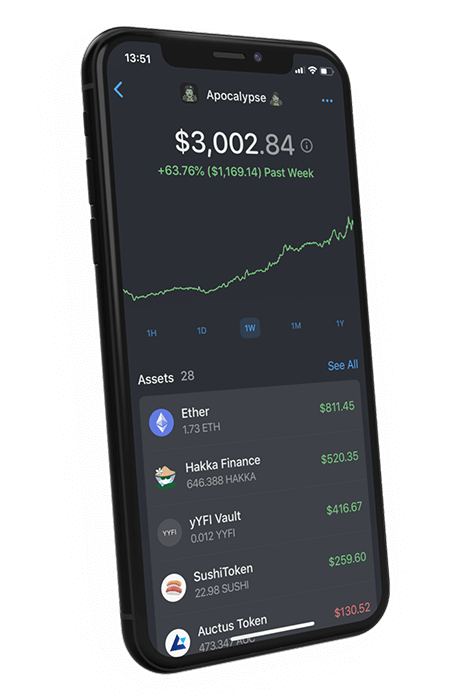 13:51
Apocalypse
$3,002.84
+63.76% ($1,169.14) Past Week
1H 1D 1W 1M 1Y
Assets 28
See All
Ether
$811.45
1.73 ETH
Hakka Finance
$520.35
646.388 HAKKA
YYFI
yYFI Vault
$416.67
0.012 YYFI
SushiToken
$259.60
22.98 SUSHI
Auctus Token
$130.52
473.347 AUC